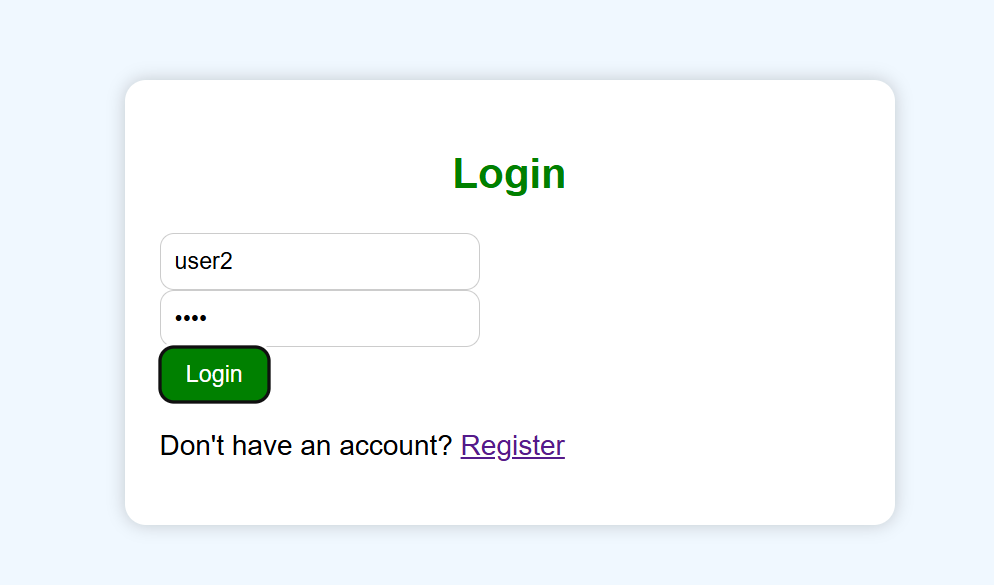 Login
user2
••••
Login
Don't have an account? Register